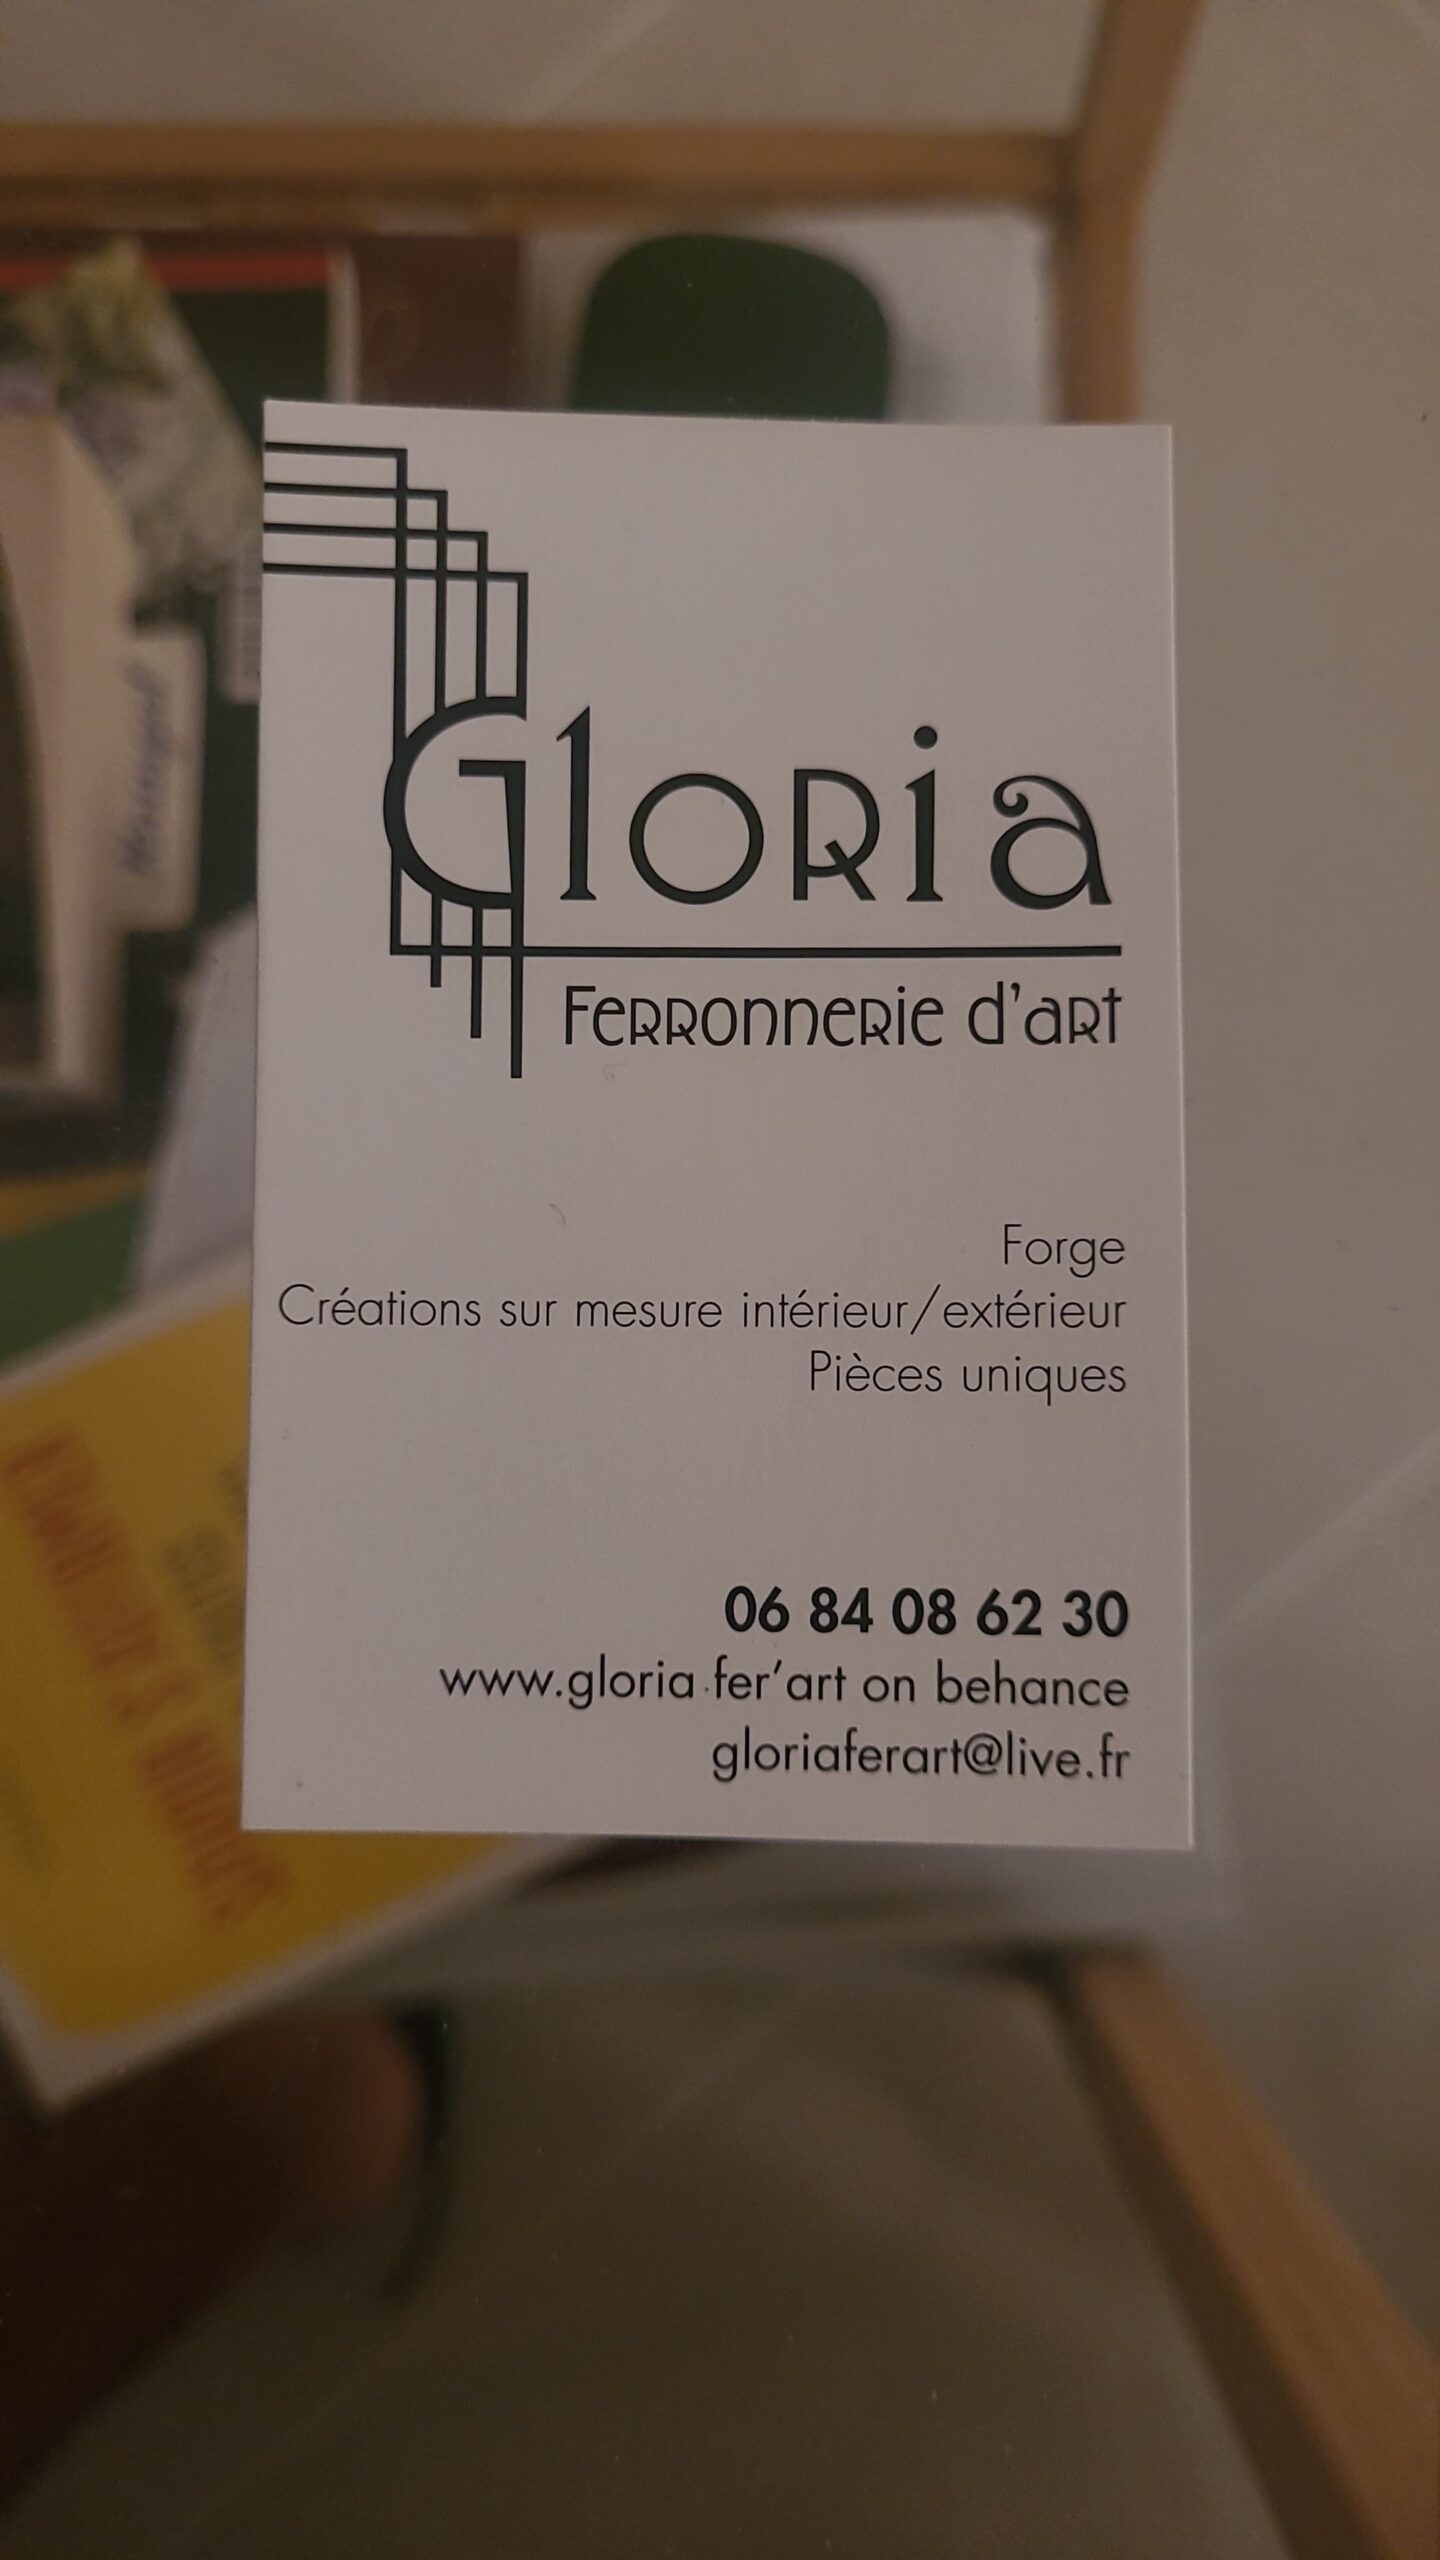 Gloria
Ferronnerie d'art
Forge
Créations sur mesure intérieur/extérieur
Pièces uniques
06 84 08 62 30
www.gloria fer'art on behance
gloriaferart@live.fr